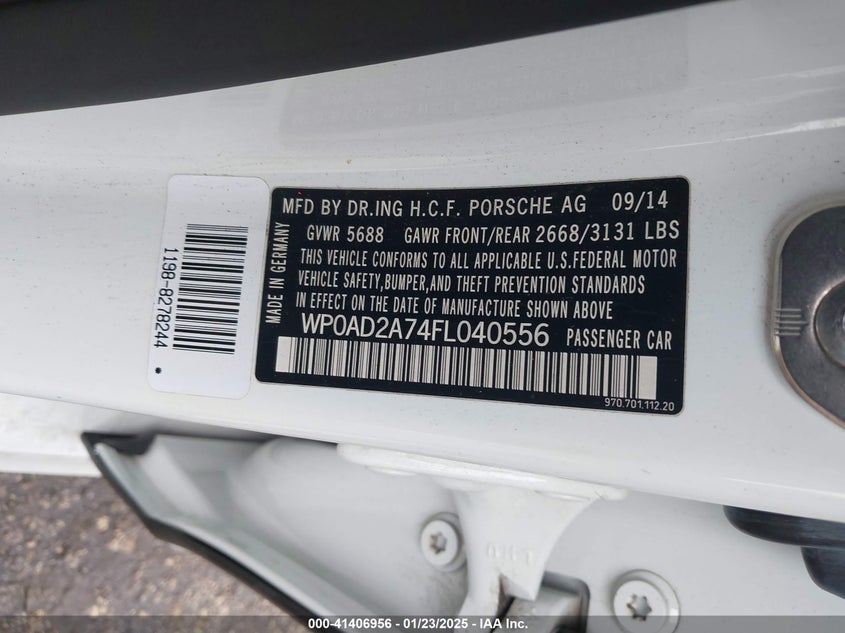 MFD BY DR.ING H.C.F. PORSCHE AG 09/14
GVWR 5688 GAWR FRONT/REAR 2668/3131 LBS
THIS VEHICLE CONFORMS TO ALL APPLICABLE U.S.FEDERAL MOTOR
VEHICLE SAFETY,BUMPER,AND THEFT PREVENTION STANDARDS
IN EFFECT ON DATE OF MANUFACTURE SHOWN ABOVE
WP0AD2A74FL040556 PASSENGER CAR
970.701.112.20
MADE IN GERMANY
1198-8278244
*
000-41406956 - 01/23/2025 - IAA Inc.